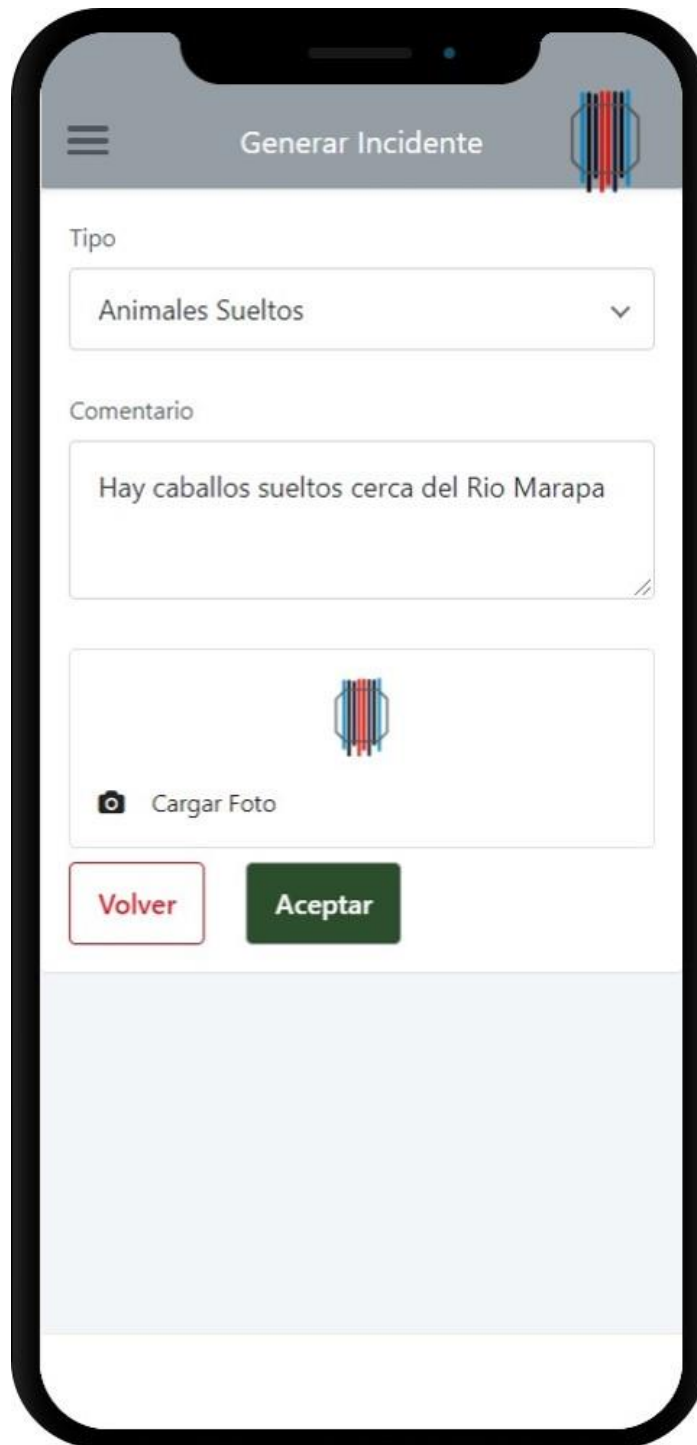 Generar Incidente
Tipo
Animales Sueltos
Comentario
Hay caballos sueltos cerca del Rio Marapa
Cargar Foto
Volver
Aceptar